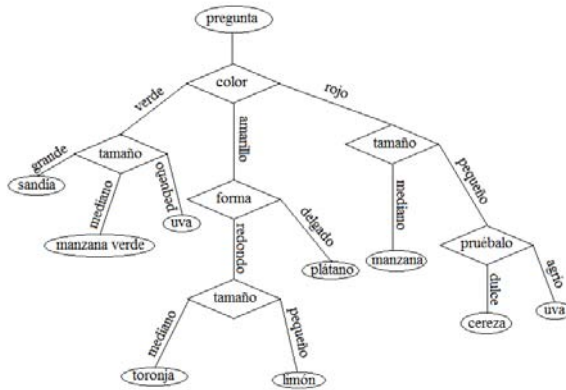 pregunta
color
verde
amarillo
rojo
tamaño
grande
mediano
pequeño
sandía
manzana verde
uva
forma
redondo
delgado
plátano
tamaño
mediano
pequeño
toronja
limón
tamaño
mediano
pequeño
manzana
pruébalo
dulce
agrio
cereza
uva